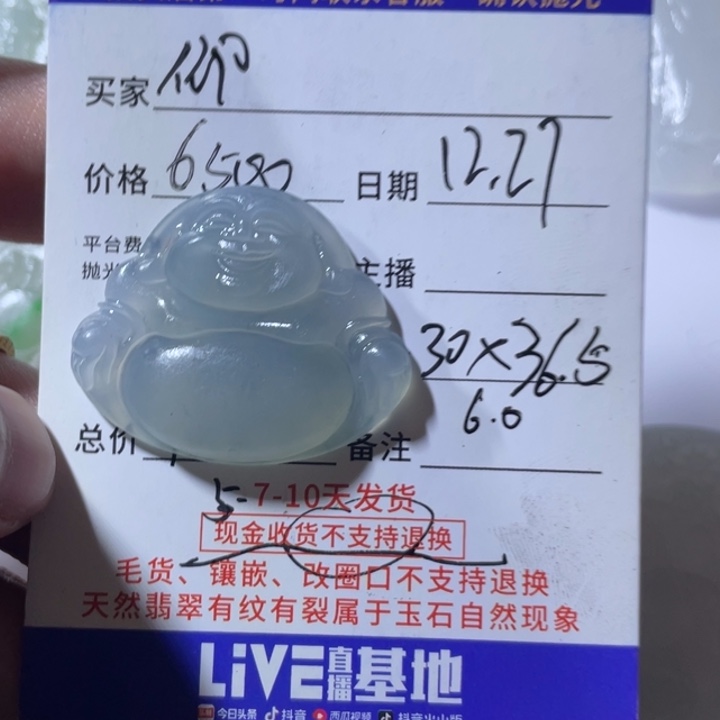 买家
价格 6500 日期 12.27
平台费
抛光 主播
30×36.5
6.0
总价 备注
5-7-10天发货
现金收货不支持退换
毛货、镶嵌、改圈口不支持退换
天然翡翠有纹有裂属于玉石自然现象
LiVE直播基地
今日头条 抖音 西瓜视频 抖音火山版